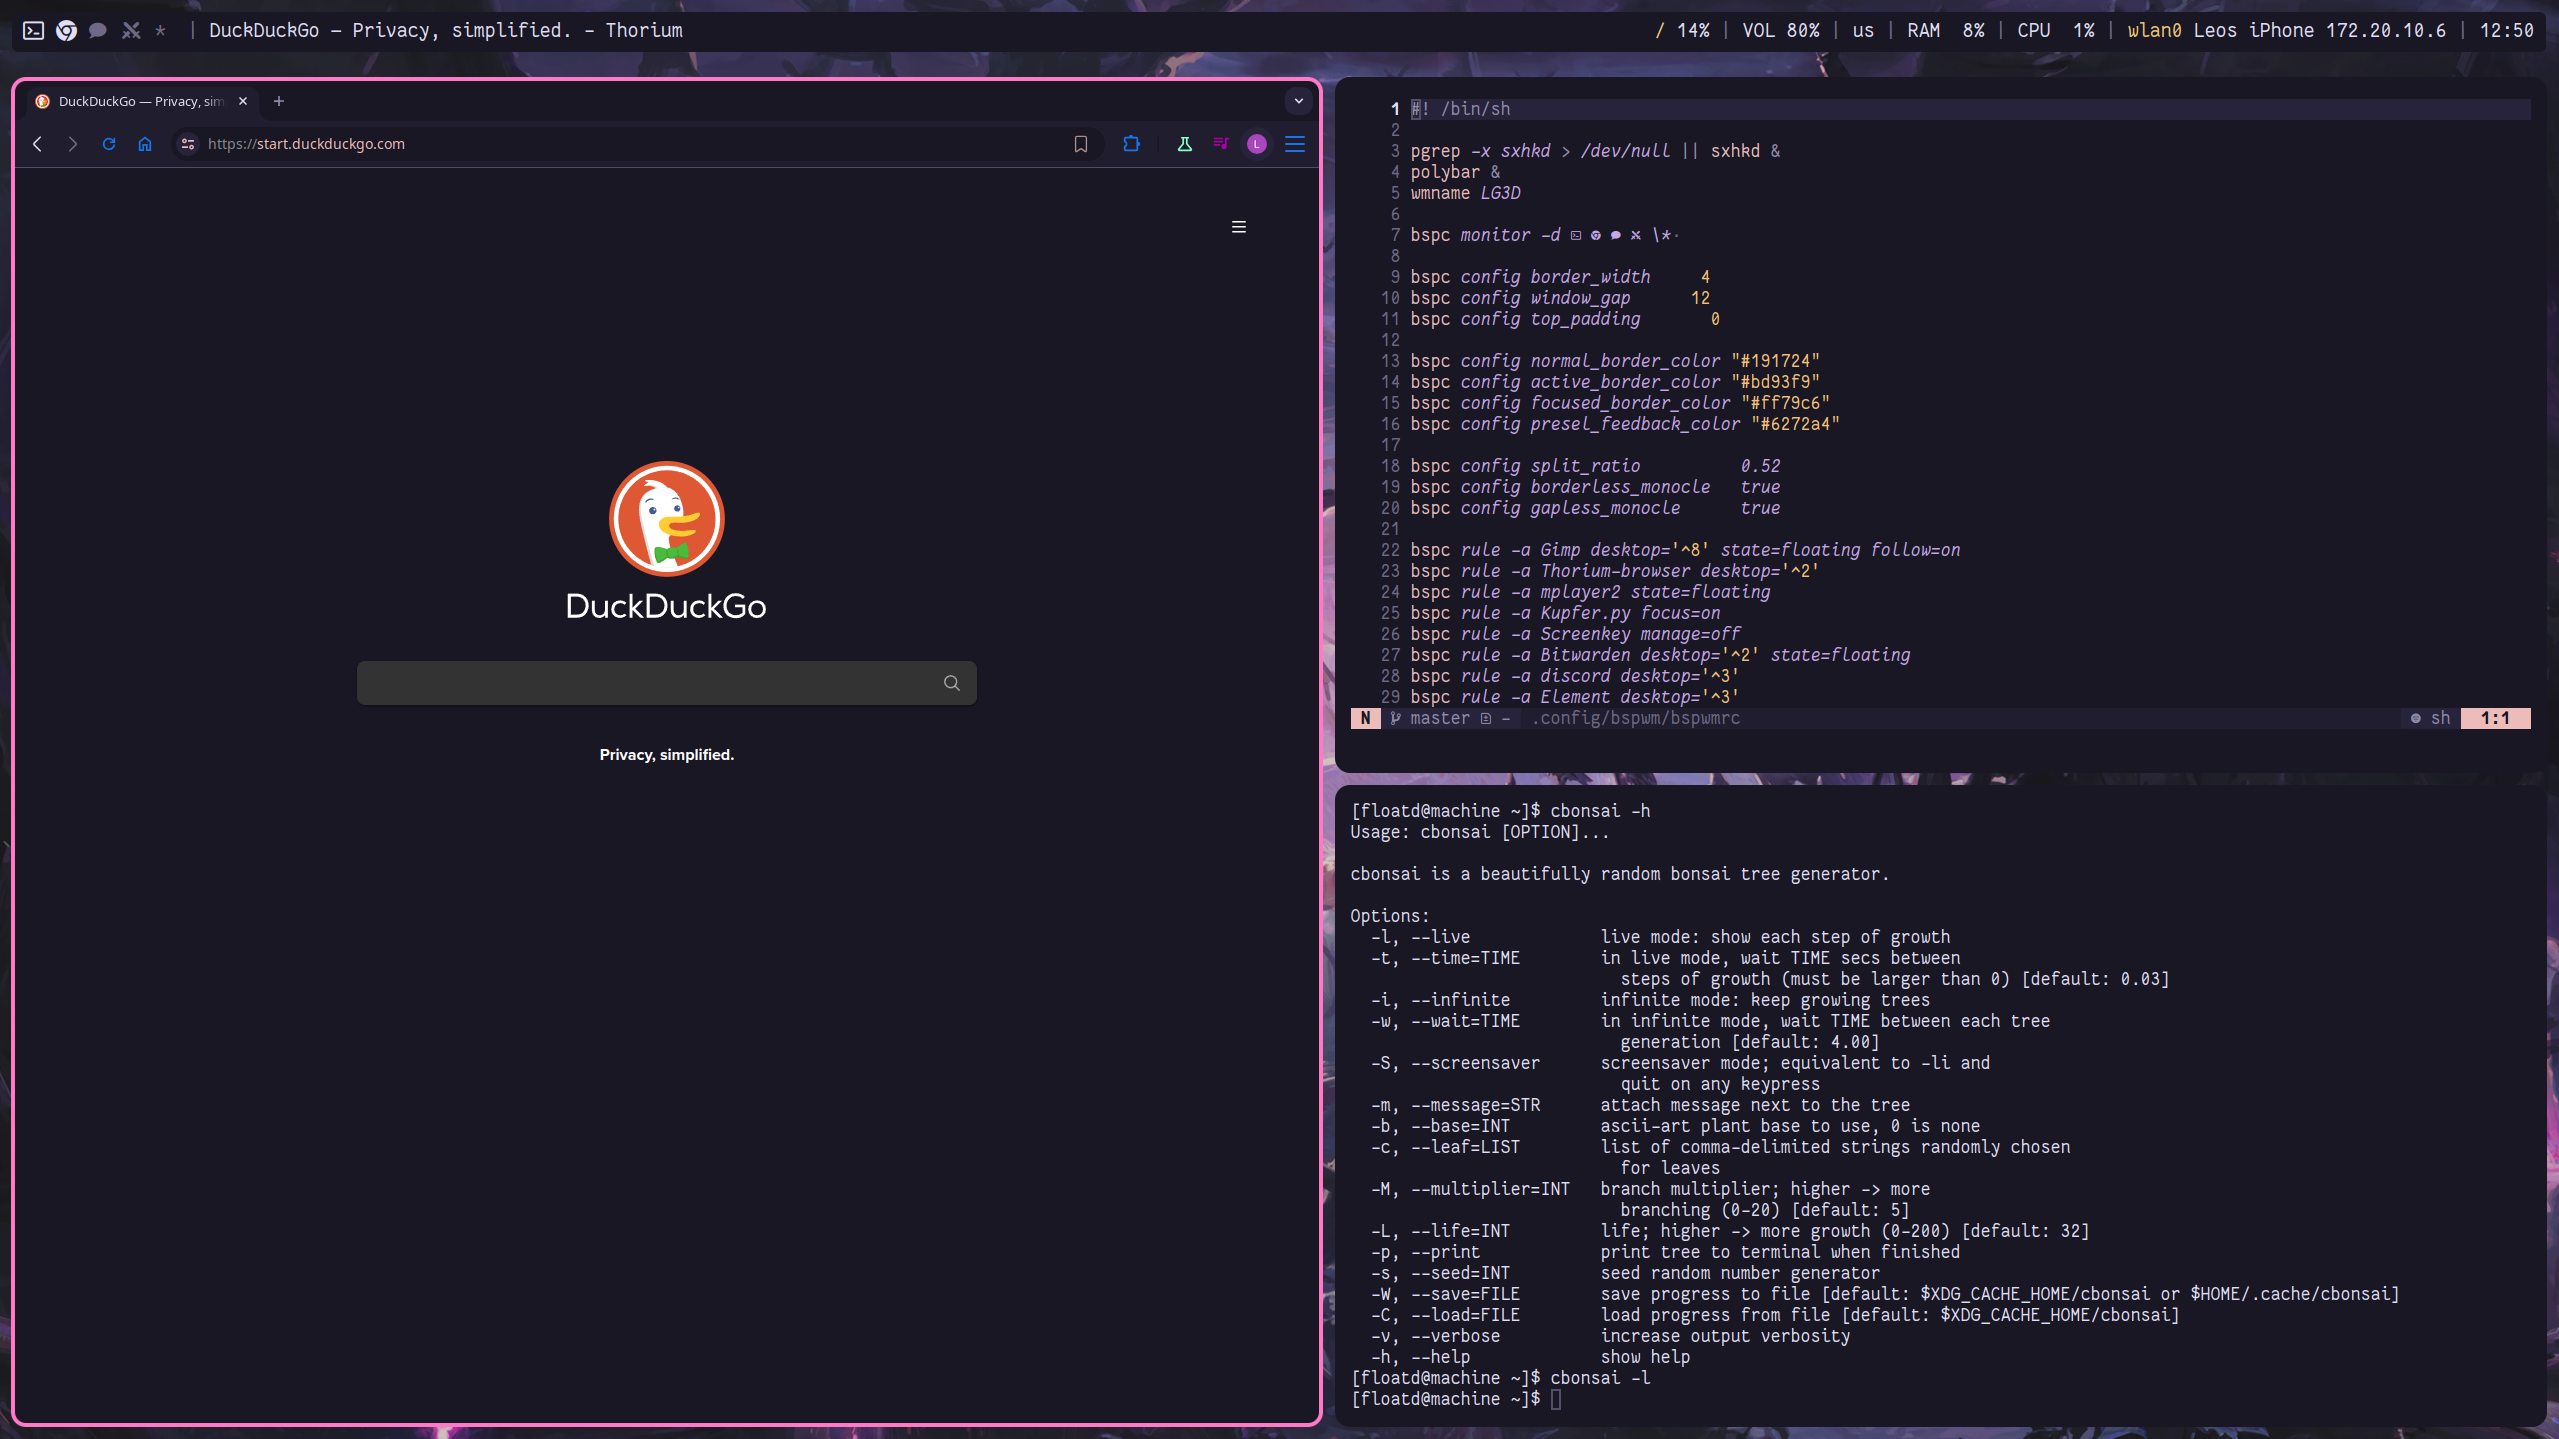 * | DuckDuckGo — Privacy, simplified. - Thorium
/ 14% | VOL 80% | us | RAM  8% | CPU  1% | wlan0 Leos iPhone 172.20.10.6 | 12:50
DuckDuckGo — Privacy, sim
https://start.duckduckgo.com
L
DuckDuckGo
Privacy, simplified.
1 #! /bin/sh
2
3 pgrep -x sxhkd > /dev/null || sxhkd &
4 polybar &
5 wmname LG3D
6
7 bspc monitor -d \*
8
9 bspc config border_width     4
10 bspc config window_gap      12
11 bspc config top_padding       0
12
13 bspc config normal_border_color "#191724"
14 bspc config active_border_color "#bd93f9"
15 bspc config focused_border_color "#ff79c6"
16 bspc config presel_feedback_color "#6272a4"
17
18 bspc config split_ratio          0.52
19 bspc config borderless_monocle   true
20 bspc config gapless_monocle      true
21
22 bspc rule -a Gimp desktop='^8' state=floating follow=on
23 bspc rule -a Thorium-browser desktop='^2'
24 bspc rule -a mplayer2 state=floating
25 bspc rule -a Kupfer.py focus=on
26 bspc rule -a Screenkey manage=off
27 bspc rule -a Bitwarden desktop='^2' state=floating
28 bspc rule -a discord desktop='^3'
29 bspc rule -a Element desktop='^3'
N master - .config/bspwm/bspwmrc sh 1:1
[floatd@machine ~]$ cbonsai -h
Usage: cbonsai [OPTION]...
cbonsai is a beautifully random bonsai tree generator.
Options:
-l, --live             live mode: show each step of growth
-t, --time=TIME        in live mode, wait TIME secs between
steps of growth (must be larger than 0) [default: 0.03]
-i, --infinite         infinite mode: keep growing trees
-w, --wait=TIME        in infinite mode, wait TIME between each tree
generation [default: 4.00]
-S, --screensaver      screensaver mode; equivalent to -li and
quit on any keypress
-m, --message=STR      attach message next to the tree
-b, --base=INT         ascii-art plant base to use, 0 is none
-c, --leaf=LIST        list of comma-delimited strings randomly chosen
for leaves
-M, --multiplier=INT   branch multiplier; higher -> more
branching (0-20) [default: 5]
-L, --life=INT         life; higher -> more growth (0-200) [default: 32]
-p, --print            print tree to terminal when finished
-s, --seed=INT         seed random number generator
-W, --save=FILE        save progress to file [default: $XDG_CACHE_HOME/cbonsai or $HOME/.cache/cbonsai]
-C, --load=FILE        load progress from file [default: $XDG_CACHE_HOME/cbonsai]
-v, --verbose          increase output verbosity
-h, --help             show help
[floatd@machine ~]$ cbonsai -l
[floatd@machine ~]$